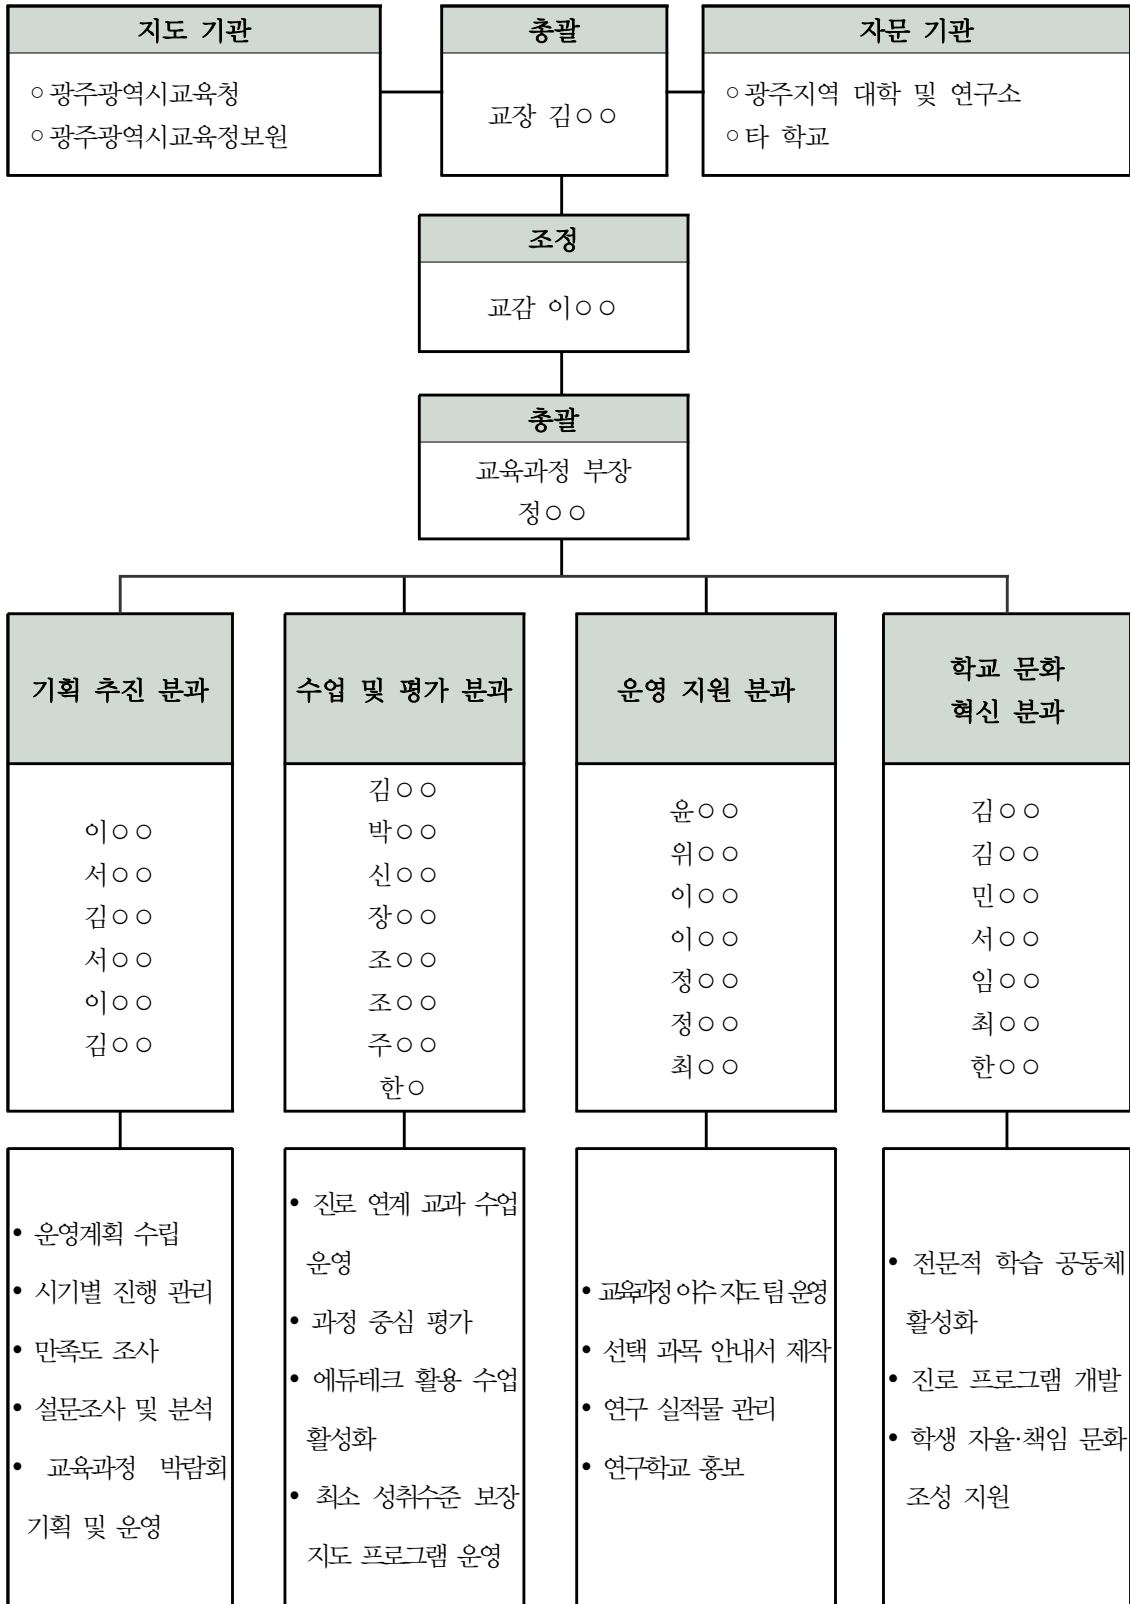 지도 기관
○ 광주광역시교육청
○ 광주광역시교육정보원
총괄
교장 김○○
자문 기관
○ 광주지역 대학 및 연구소
○ 타 학교
조정
교감 이○○
총괄
교육과정 부장
정○○
기획 추진 분과
이○○
서○○
김○○
서○○
이○○
김○○
• 운영계획 수립
• 시기별 진행 관리
• 만족도 조사
• 설문조사 및 분석
• 교육과정 박람회
기획 및 운영
수업 및 평가 분과
김○○
박○○
신○○
장○○
조○○
조○○
주○○
한○
• 진로 연계 교과 수업
운영
• 과정 중심 평가
• 에듀테크 활용 수업
활성화
• 최소 성취수준 보장
지도 프로그램 운영
운영 지원 분과
윤○○
위○○
이○○
이○○
정○○
정○○
최○○
• 교육과정 이수 지도 팀 운영
• 선택 과목 안내서 제작
• 연구 실적물 관리
• 연구학교 홍보
학교 문화
혁신 분과
김○○
김○○
민○○
서○○
임○○
최○○
한○○
• 전문적 학습 공동체
활성화
• 진로 프로그램 개발
• 학생 자율·책임 문화
조성 지원